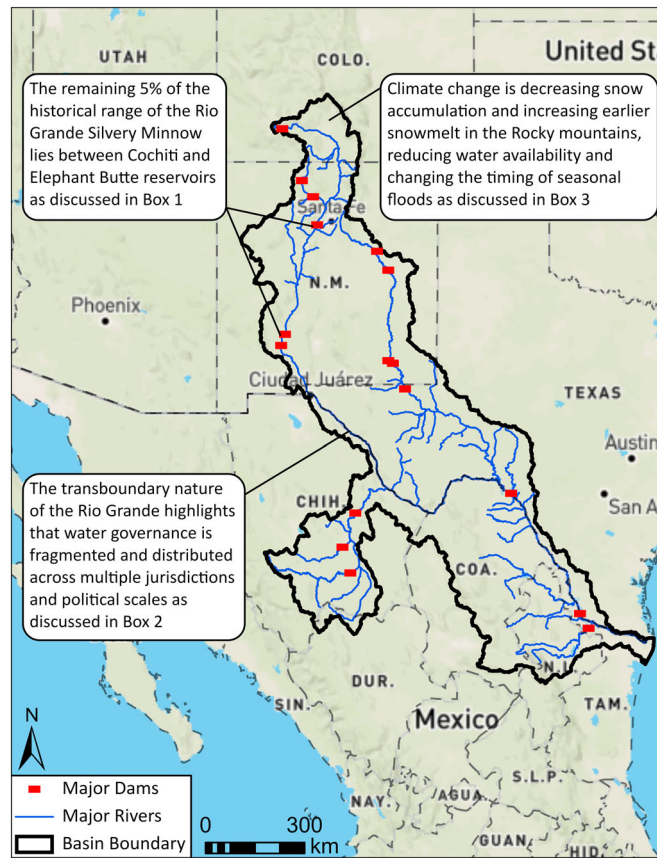 UTAH
COLO.
United St
The remaining 5% of the
historical range of the Rio
Grande Silvery Minnow
lies between Cochiti and
Elephant Butte reservoirs
as discussed in Box 1
Climate change is decreasing snow
accumulation and increasing earlier
snowmelt in the Rocky mountains,
reducing water availability and
changing the timing of seasonal
floods as discussed in Box 3
Santa Fe
N.M.
Phoenix
Ciudad Juárez
TEXAS
Austin
San A
The transboundary nature
of the Rio Grande highlights
that water governance is
fragmented and distributed
across multiple jurisdictions
and political scales as
discussed in Box 2
CHIH.
COA.
N.L.
DUR.
SIN.
TAM.
Mexico
S.L.P.
NAY.
AGUA.
GUAN.
HID.
N
Major Dams
Major Rivers
Basin Boundary
0 300
km